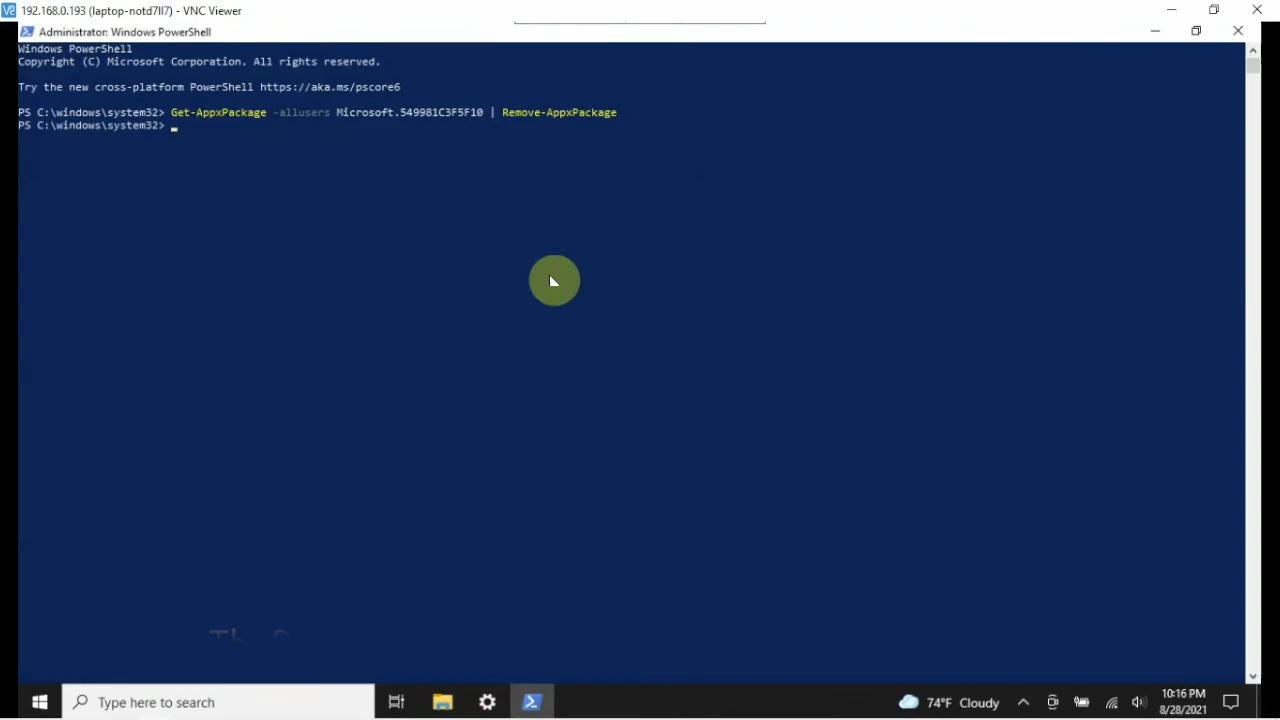 192.168.0.193 (laptop-notd7ll7) - VNC Viewer
Administrator: Windows PowerShell
Windows PowerShell
Copyright (C) Microsoft Corporation. All rights reserved.
Try the new cross-platform PowerShell https://aka.ms/pscore6
PS C:\windows\system32> Get-AppxPackage -allusers Microsoft.549981C3F5F10 | Remove-AppxPackage
PS C:\windows\system32>
Type here to search
74°F Cloudy
10:16 PM
8/28/2021